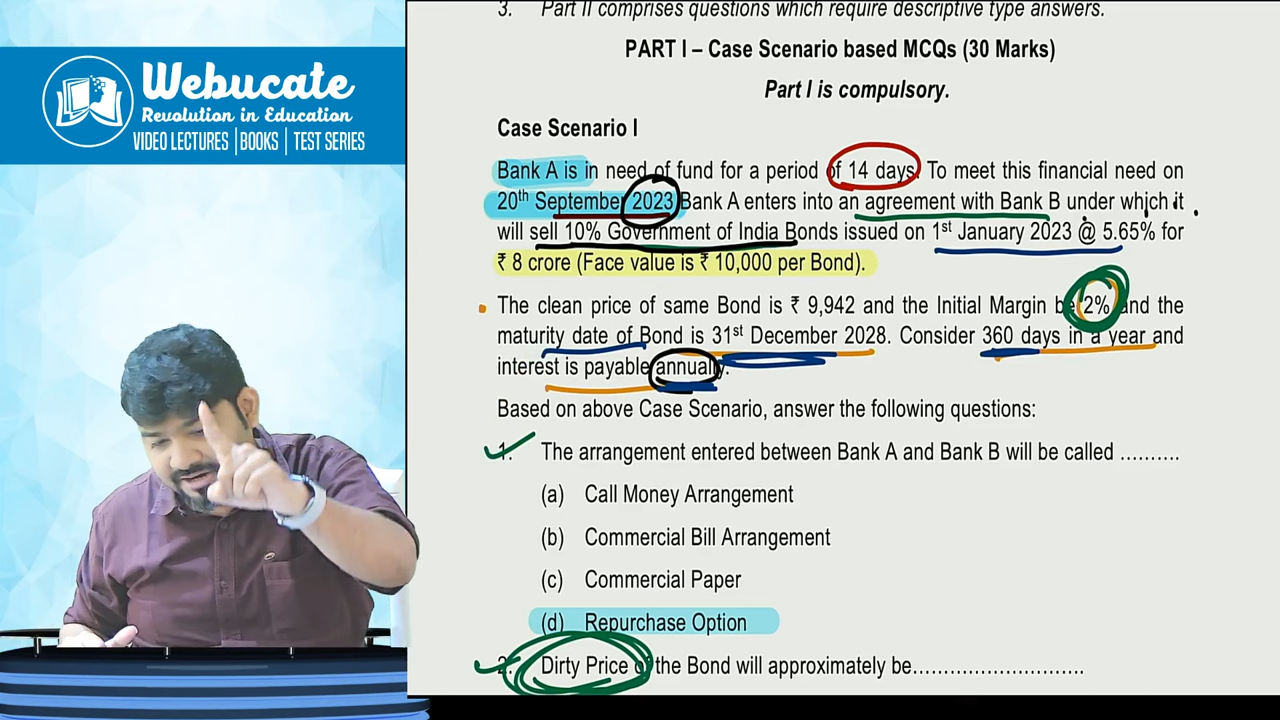 Webucate
Revolution in Education
VIDEO LECTURES | BOOKS | TEST SERIES
3. Part II comprises questions which require descriptive type answers.
PART I – Case Scenario based MCQs (30 Marks)
Part I is compulsory.
Case Scenario I
Bank A is in need of fund for a period of 14 days. To meet this financial need on
20th September 2023 Bank A enters into an agreement with Bank B under which it
will sell 10% Government of India Bonds issued on 1st January 2023 @ 5.65% for
₹ 8 crore (Face value is ₹ 10,000 per Bond).
The clean price of same Bond is ₹ 9,942 and the Initial Margin be 2% and the
maturity date of Bond is 31st December 2028. Consider 360 days in a year and
interest is payable annually.
Based on above Case Scenario, answer the following questions:
1. The arrangement entered between Bank A and Bank B will be called ……….
(a) Call Money Arrangement
(b) Commercial Bill Arrangement
(c) Commercial Paper
(d) Repurchase Option
2. Dirty Price of the Bond will approximately be………………………